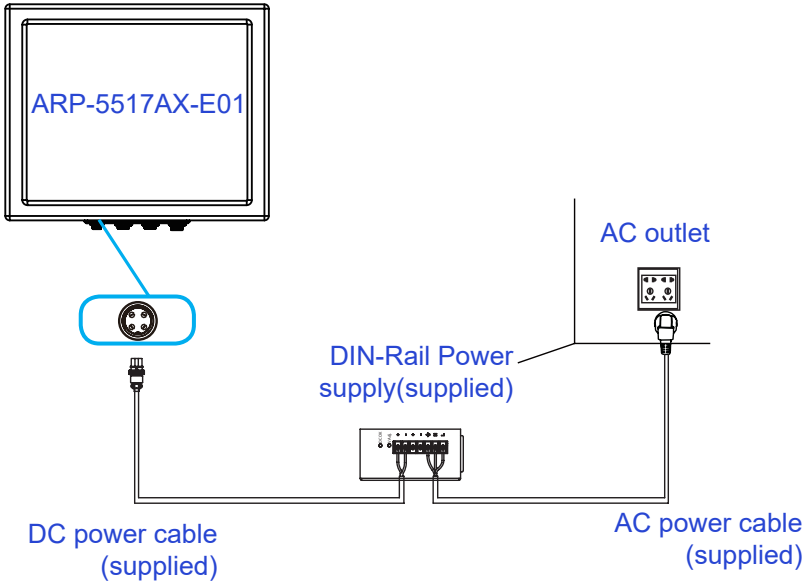 ARP-5517AX-E01
AC outlet
DIN-Rail Power
supply(supplied)
DC power cable
(supplied)
AC power cable
(supplied)